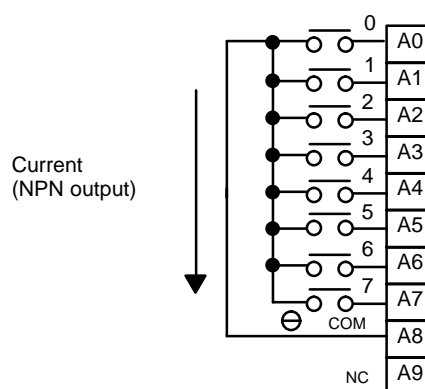 0 A0
1 A1
2 A2
3 A3
Current
(NPN output)
4 A4
5 A5
6 A6
7 A7
⊖ COM A8
NC A9